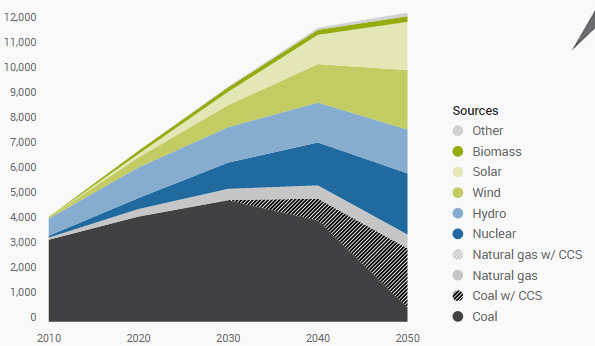 12,000
11,000
10,000
9,000
8,000
7,000
6,000
5,000
4,000
3,000
2,000
1,000
0
2010 2020 2030 2040 2050
Sources
Other
Biomass
Solar
Wind
Hydro
Nuclear
Natural gas w/ CCS
Natural gas
Coal w/ CCS
Coal